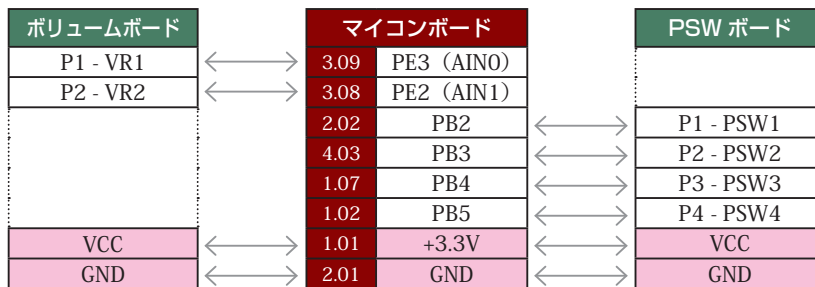 ボリュームボード マイコンボード PSW ボード
P1 - VR1 3.09 PE3（AIN0）
P2 - VR2 3.08 PE2（AIN1）
2.02 PB2 P1 - PSW1
4.03 PB3 P2 - PSW2
1.07 PB4 P3 - PSW3
1.02 PB5 P4 - PSW4
VCC 1.01 +3.3V VCC
GND 2.01 GND GND